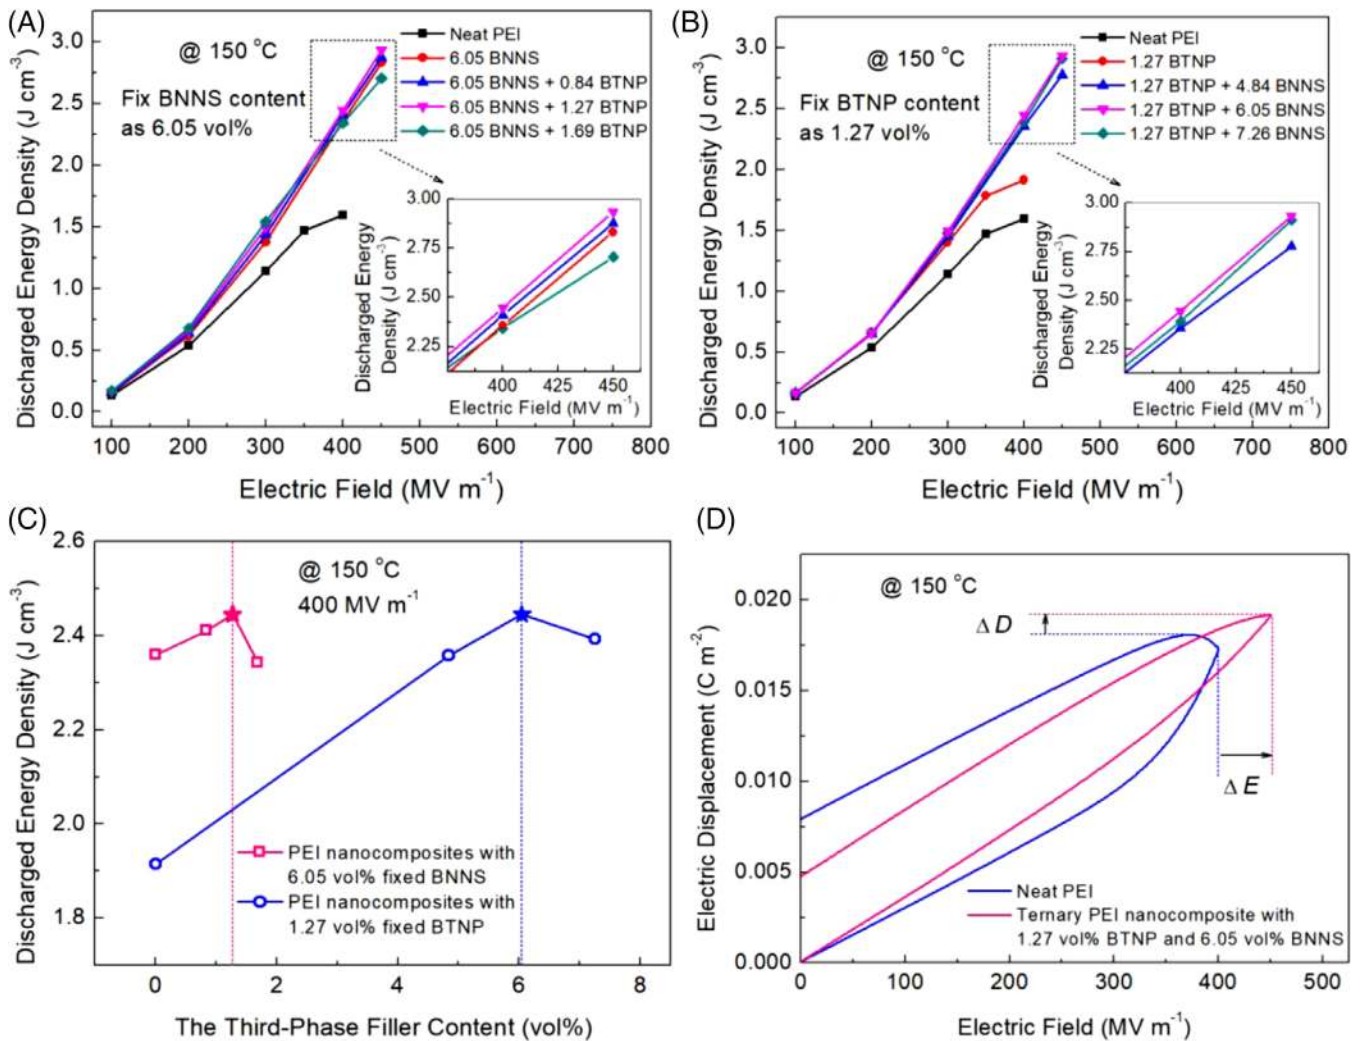 (A)
3.0
2.5
2.0
1.5
1.0
0.5
0.0
Discharged Energy Density (J cm⁻³)
@ 150 °C
Fix BNNS content
as 6.05 vol%
Neat PEI
6.05 BNNS
6.05 BNNS + 0.84 BTNP
6.05 BNNS + 1.27 BTNP
6.05 BNNS + 1.69 BTNP
3.00
2.75
2.50
2.25
Discharged Energy
Density (J cm⁻³)
400 425 450
Electric Field (MV m⁻¹)
100 200 300 400 500 600 700 800
Electric Field (MV m⁻¹)
(B)
3.0
2.5
2.0
1.5
1.0
0.5
0.0
Discharged Energy Density (J cm⁻³)
@ 150 °C
Fix BTNP content
as 1.27 vol%
Neat PEI
1.27 BTNP
1.27 BTNP + 4.84 BNNS
1.27 BTNP + 6.05 BNNS
1.27 BTNP + 7.26 BNNS
3.00
2.75
2.50
2.25
Discharged Energy
Density (J cm⁻³)
400 425 450
Electric Field (MV m⁻¹)
100 200 300 400 500 600 700 800
Electric Field (MV m⁻¹)
(C)
2.6
2.4
2.2
2.0
1.8
Discharged Energy Density (J cm⁻³)
@ 150 °C
400 MV m⁻¹
PEI nanocomposites with
6.05 vol% fixed BNNS
PEI nanocomposites with
1.27 vol% fixed BTNP
0 2 4 6 8
The Third-Phase Filler Content (vol%)
(D)
0.020
0.015
0.010
0.005
0.000
Electric Displacement (C m⁻²)
@ 150 °C
Δ D
Δ E
Neat PEI
Ternary PEI nanocomposite with
1.27 vol% BTNP and 6.05 vol% BNNS
0 100 200 300 400 500
Electric Field (MV m⁻¹)